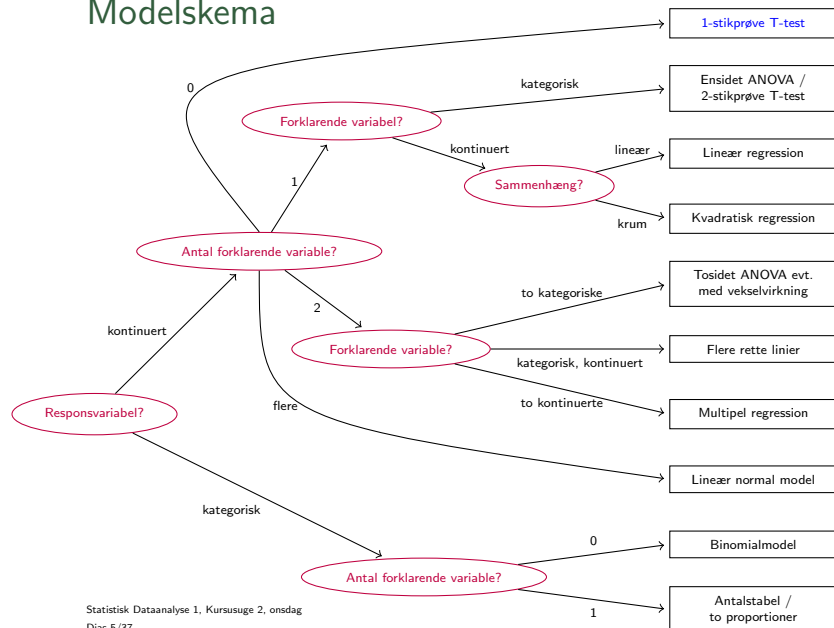 Modelskema
1-stikprøve T-test
0
kategorisk
Ensidet ANOVA /
2-stikprøve T-test
Forklarende variabel?
kontinuert
lineær
Lineær regression
1
Sammenhæng?
krum
Kvadratisk regression
Antal forklarende variable?
to kategoriske
Tosidet ANOVA evt.
med vekselvirkning
2
kontinuert
Forklarende variable?
kategorisk, kontinuert
Flere rette linier
flere
to kontinuerte
Multipel regression
Responsvariabel?
Lineær normal model
kategorisk
0
Binomialmodel
Antal forklarende variable?
1
Antalstabel /
to proportioner
Statistisk Dataanalyse 1, Kursusuge 2, onsdag
Dias 5/37